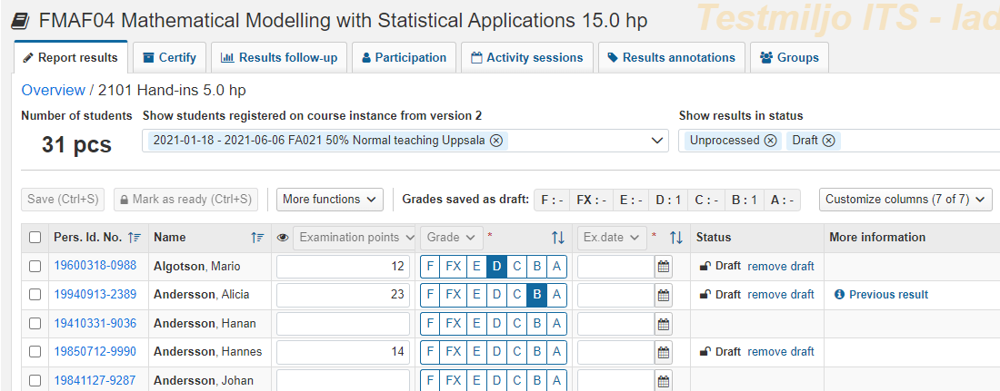 FMAF04 Mathematical Modelling with Statistical Applications 15.0 hp
Testmiljo ITS - lad
Report results Certify Results follow-up Participation Activity sessions Results annotations Groups
Overview / 2101 Hand-ins 5.0 hp
Number of students Show students registered on course instance from version 2 Show results in status
31 pcs 2021-01-18 - 2021-06-06 FA021 50% Normal teaching Uppsala Unprocessed Draft
Save (Ctrl+S) Mark as ready (Ctrl+S) More functions Grades saved as draft: F : - FX : - E : - D : 1 C : - B : 1 A : - Customize columns (7 of 7)
Pers. Id. No. Name Examination points Grade * Ex.date * Status More information
19600318-0988 Algotson, Mario 12 F FX E D C B A Draft remove draft
19940913-2389 Andersson, Alicia 23 F FX E D C B A Draft remove draft Previous result
19410331-9036 Andersson, Hanan F FX E D C B A
19850712-9990 Andersson, Hannes 14 F FX E D C B A Draft remove draft
19841127-9287 Andersson, Johan F FX E D C B A